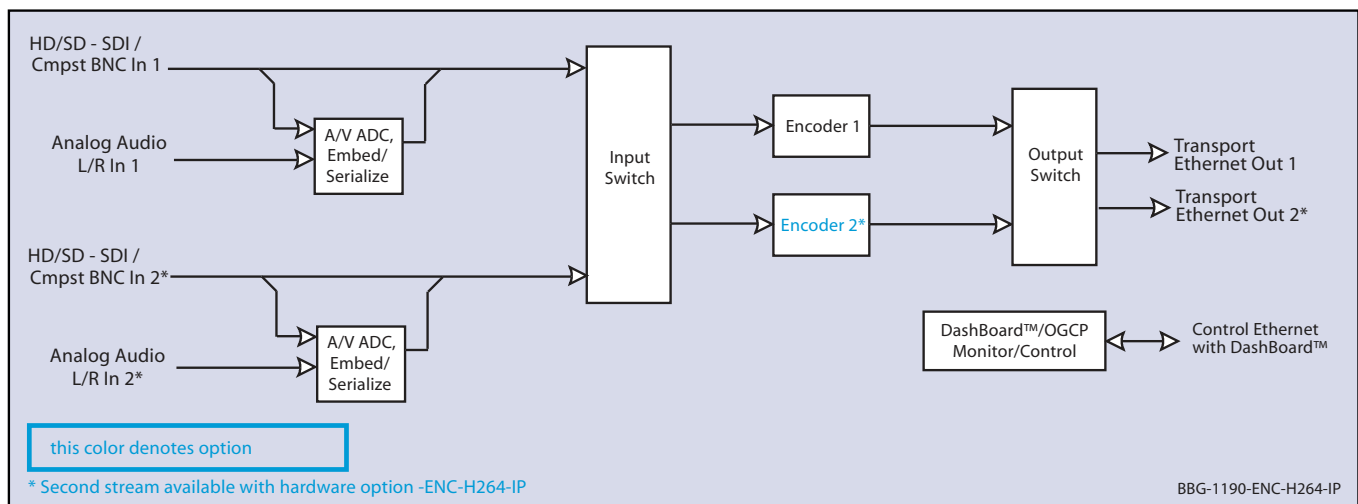 HD/SD - SDI /
Cmpst BNC In 1
Analog Audio
L/R In 1
A/V ADC,
Embed/
Serialize
HD/SD - SDI /
Cmpst BNC In 2*
Analog Audio
L/R In 2*
A/V ADC,
Embed/
Serialize
Input
Switch
Encoder 1
Encoder 2*
Output
Switch
Transport
Ethernet Out 1
Transport
Ethernet Out 2*
DashBoard™/OGCP
Monitor/Control
Control Ethernet
with DashBoard™
this color denotes option
* Second stream available with hardware option -ENC-H264-IP
BBG-1190-ENC-H264-IP